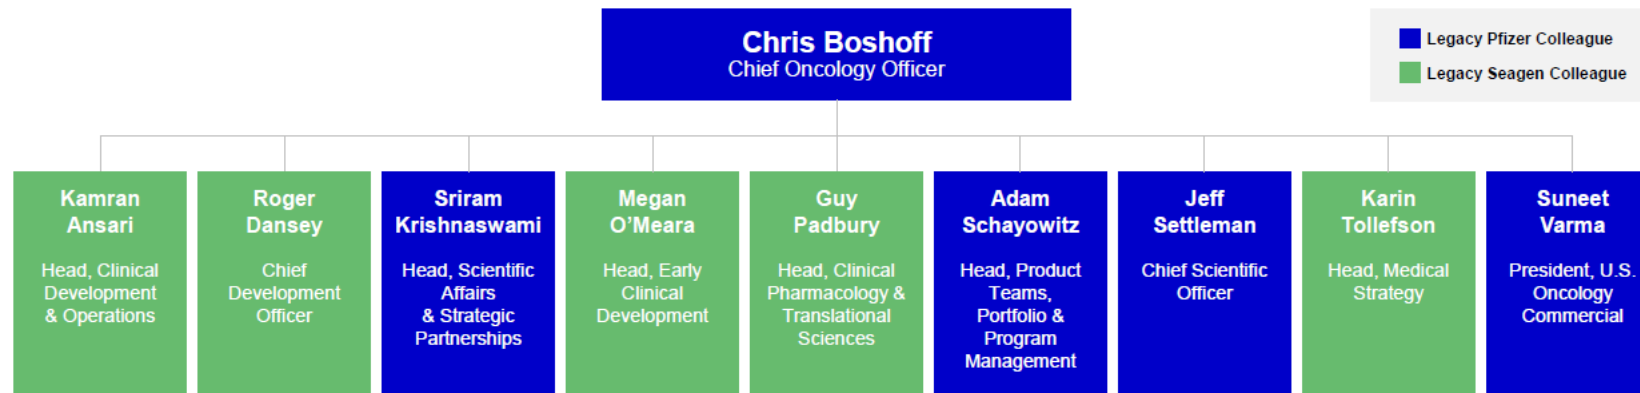 Chris Boshoff
Chief Oncology Officer
Legacy Pfizer Colleague
Legacy Seagen Colleague
Kamran
Ansari
Head, Clinical
Development
& Operations
Roger
Dansey
Chief
Development
Officer
Sriram
Krishnaswami
Head, Scientific
Affairs
& Strategic
Partnerships
Megan
O’Meara
Head, Early
Clinical
Development
Guy
Padbury
Head, Clinical
Pharmacology &
Translational
Sciences
Adam
Schayowitz
Head, Product
Teams,
Portfolio &
Program
Management
Jeff
Settleman
Chief Scientific
Officer
Karin
Tollefson
Head, Medical
Strategy
Suneet
Varma
President, U.S.
Oncology
Commercial